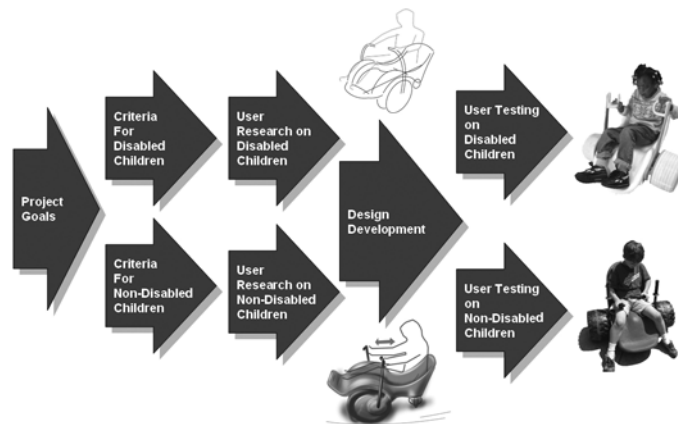 Project
Goals
Criteria
For
Disabled
Children
User
Research on
Disabled
Children
Criteria
For
Non-Disabled
Children
User
Research on
Non-Disabled
Children
Design
Development
User Testing
on
Disabled
Children
User Testing
on
Non-Disabled
Children